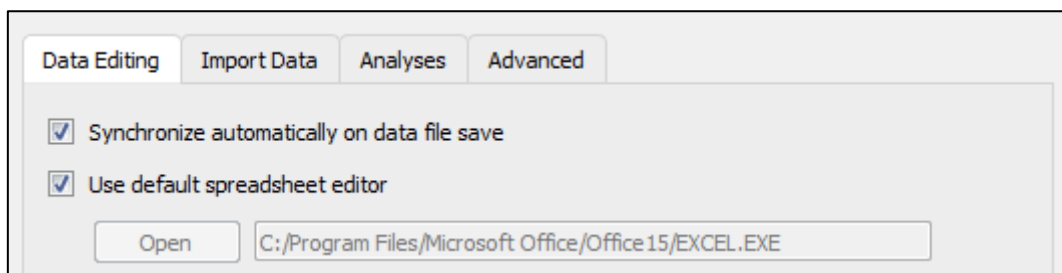 Data Editing Import Data Analyses Advanced
Synchronize automatically on data file save
Use default spreadsheet editor
Open C:/Program Files/Microsoft Office/Office15/EXCEL.EXE